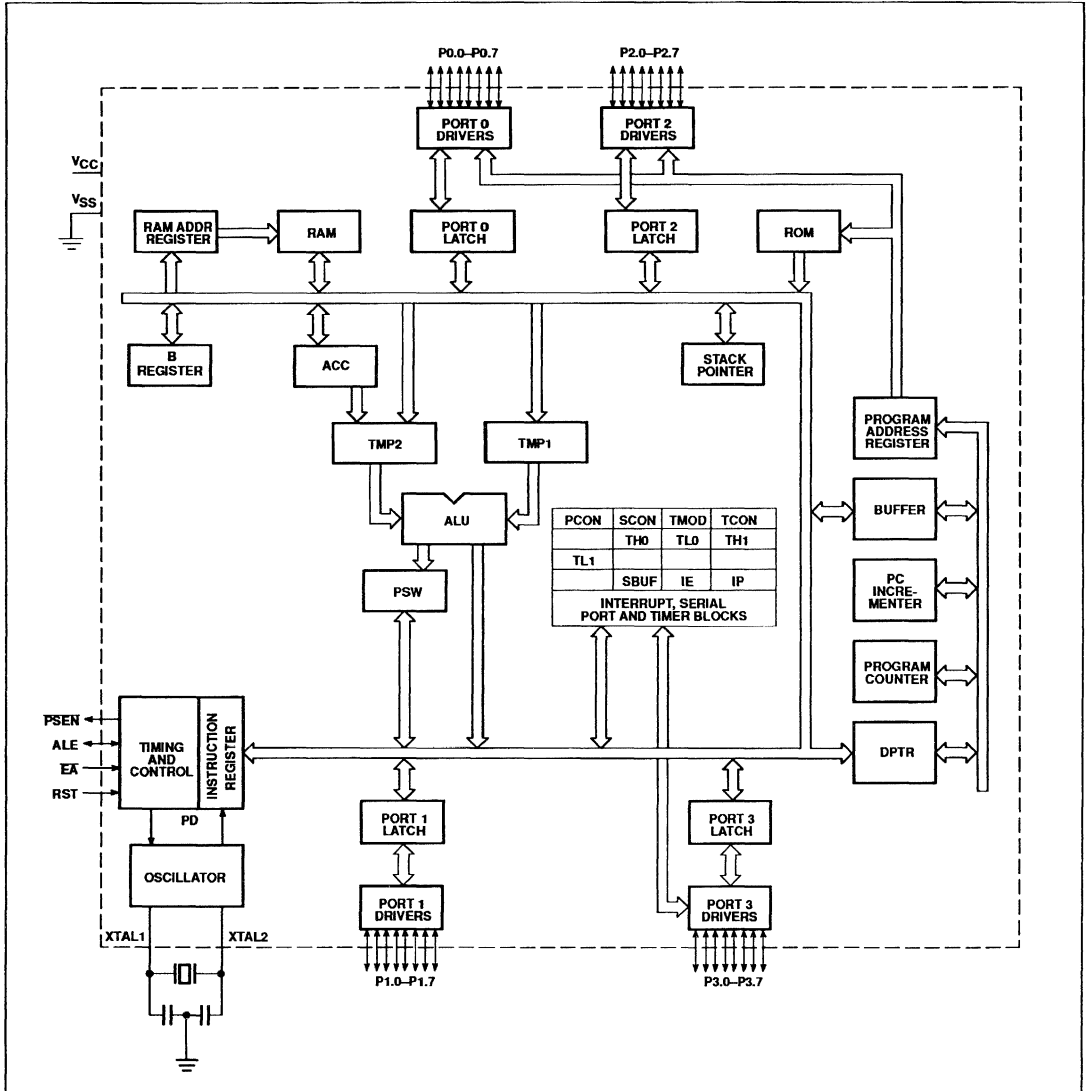 P0.0–P0.7
P2.0–P2.7
PORT 0
DRIVERS
PORT 2
DRIVERS
VCC
VSS
RAM ADDR
REGISTER
RAM
PORT 0
LATCH
PORT 2
LATCH
ROM
B
REGISTER
ACC
STACK
POINTER
TMP2
TMP1
PROGRAM
ADDRESS
REGISTER
ALU
BUFFER
PCON SCON TMOD TCON
TH0 TL0 TH1
TL1
SBUF IE IP
INTERRUPT, SERIAL
PORT AND TIMER BLOCKS
PSW
PC
INCRE-
MENTER
PROGRAM
COUNTER
DPTR
PSEN
ALE
EA
RST
TIMING
AND
CONTROL
INSTRUCTION
REGISTER
PD
OSCILLATOR
PORT 1
LATCH
PORT 3
LATCH
PORT 1
DRIVERS
PORT 3
DRIVERS
XTAL1
XTAL2
P1.0–P1.7
P3.0–P3.7